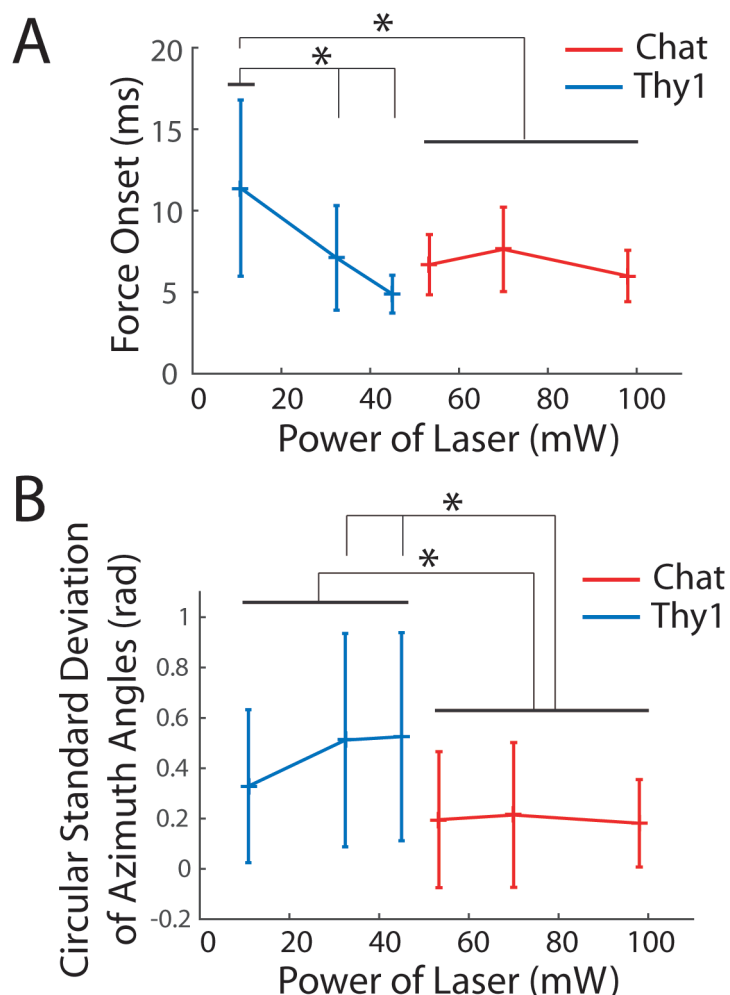 A
*
*
Chat
Thy1
20
15
10
5
0
Force Onset (ms)
0 20 40 60 80 100
Power of Laser (mW)
B
*
*
Chat
Thy1
1
0.8
0.6
0.4
0.2
0
-0.2
Circular Standard Deviation
of Azimuth Angles (rad)
0 20 40 60 80 100
Power of Laser (mW)